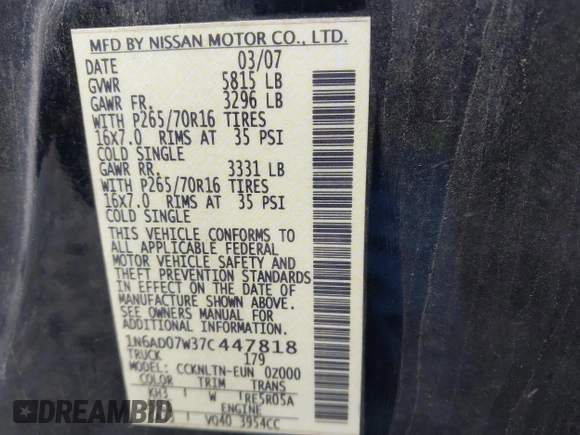 MFD BY NISSAN MOTOR CO., LTD.
DATE 03/07
GVWR 5815 LB
GAWR FR. 3296 LB
WITH P265/70R16 TIRES
16X7.0 RIMS AT 35 PSI
COLD SINGLE
GAWR RR. 3331 LB
WITH P265/70R16 TIRES
16X7.0 RIMS AT 35 PSI
COLD SINGLE
THIS VEHICLE CONFORMS TO
ALL APPLICABLE FEDERAL
MOTOR VEHICLE SAFETY AND
THEFT PREVENTION STANDARDS
IN EFFECT ON THE DATE OF
MANUFACTURE SHOWN ABOVE.
SEE OWNERS MANUAL FOR
ADDITIONAL INFORMATION.
1N6AD07W37C447818
TRUCK 179
MODEL: CCKNLTN-EUN 0Z000
COLOR TRIM TRANS
KH3 W RE5R05A
ENGINE
VQ40 3954CC
DREAMBID